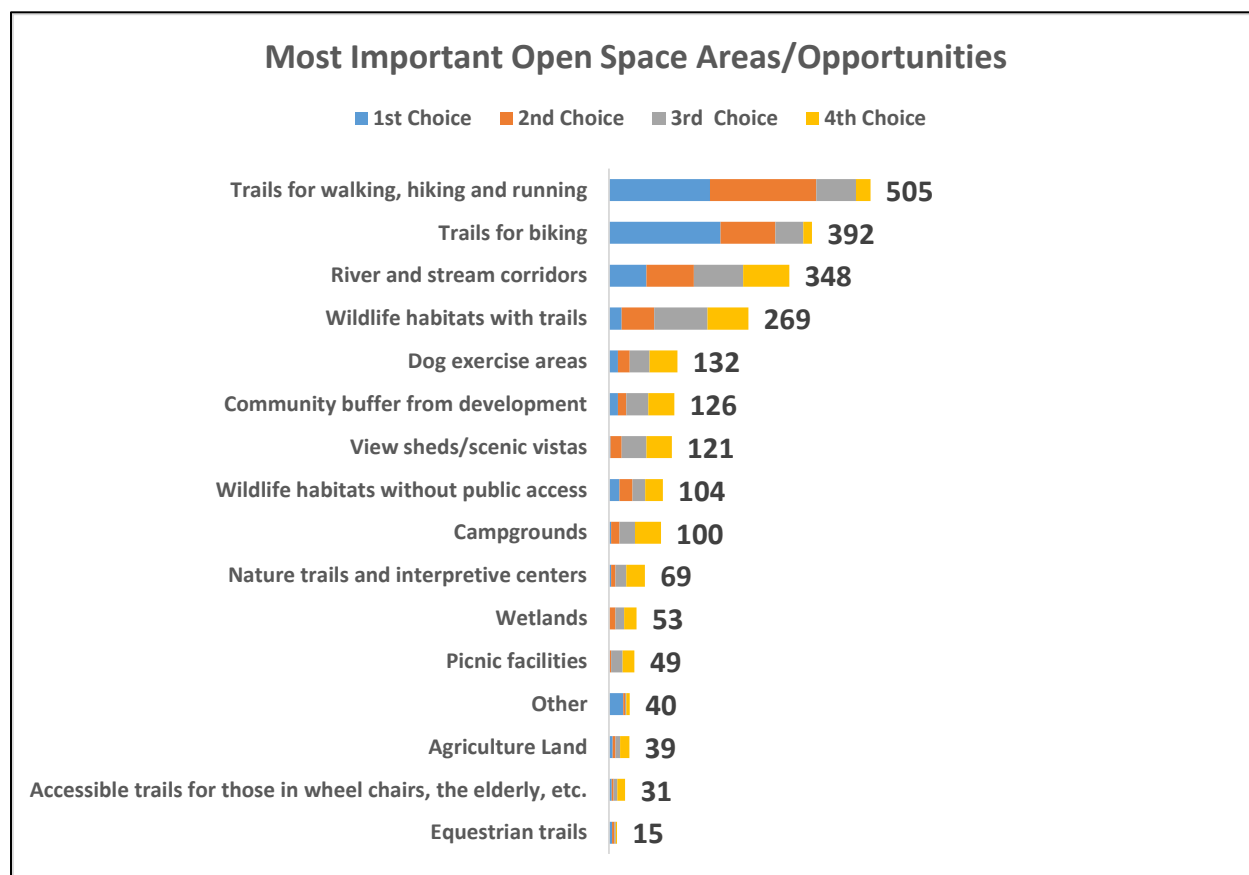 Most Important Open Space Areas/Opportunities
1st Choice 2nd Choice 3rd Choice 4th Choice
Trails for walking, hiking and running 505
Trails for biking 392
River and stream corridors 348
Wildlife habitats with trails 269
Dog exercise areas 132
Community buffer from development 126
View sheds/scenic vistas 121
Wildlife habitats without public access 104
Campgrounds 100
Nature trails and interpretive centers 69
Wetlands 53
Picnic facilities 49
Other 40
Agriculture Land 39
Accessible trails for those in wheel chairs, the elderly, etc. 31
Equestrian trails 15